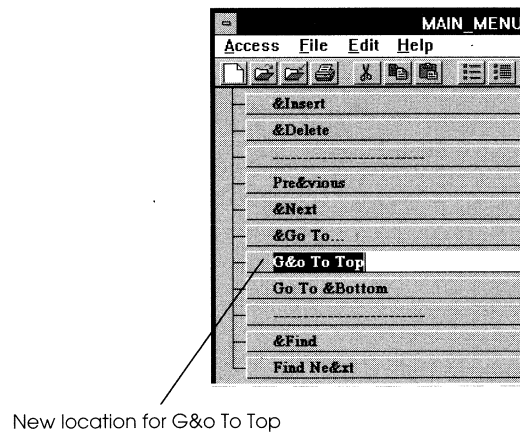 MAIN_MENU
Access File Edit Help
&Insert
&Delete
--------------------------
Pre&vious
&Next
&Go To...
G&o To Top
Go To &Bottom
--------------------------
&Find
Find Ne&xt
New location for G&o To Top